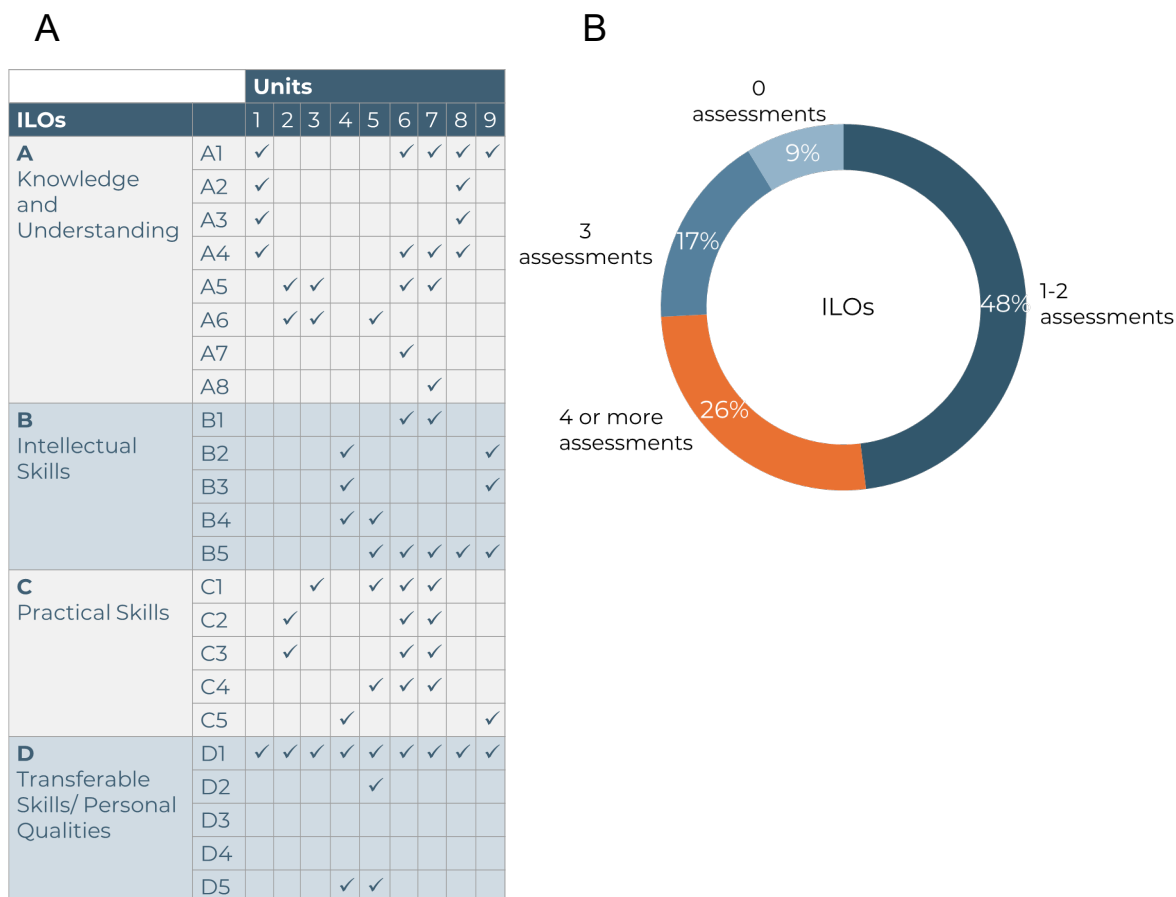 A
B
Units
ILOs 1 2 3 4 5 6 7 8 9
A
Knowledge
and
Understanding
A1 ✓ ✓ ✓ ✓ ✓
A2 ✓ ✓
A3 ✓ ✓
A4 ✓ ✓ ✓ ✓
A5 ✓ ✓ ✓ ✓
A6 ✓ ✓ ✓
A7 ✓
A8 ✓
B
Intellectual
Skills
B1 ✓ ✓
B2 ✓ ✓
B3 ✓ ✓
B4 ✓ ✓
B5 ✓ ✓ ✓ ✓ ✓
C
Practical Skills
C1 ✓ ✓ ✓ ✓
C2 ✓ ✓ ✓
C3 ✓ ✓ ✓
C4 ✓ ✓ ✓
C5 ✓ ✓
D
Transferable
Skills/ Personal
Qualities
D1 ✓ ✓ ✓ ✓ ✓ ✓ ✓ ✓ ✓
D2 ✓
D3
D4
D5 ✓ ✓
0
assessments
9%
3
assessments
17%
ILOs
48%
1-2
assessments
4 or more
assessments
26%